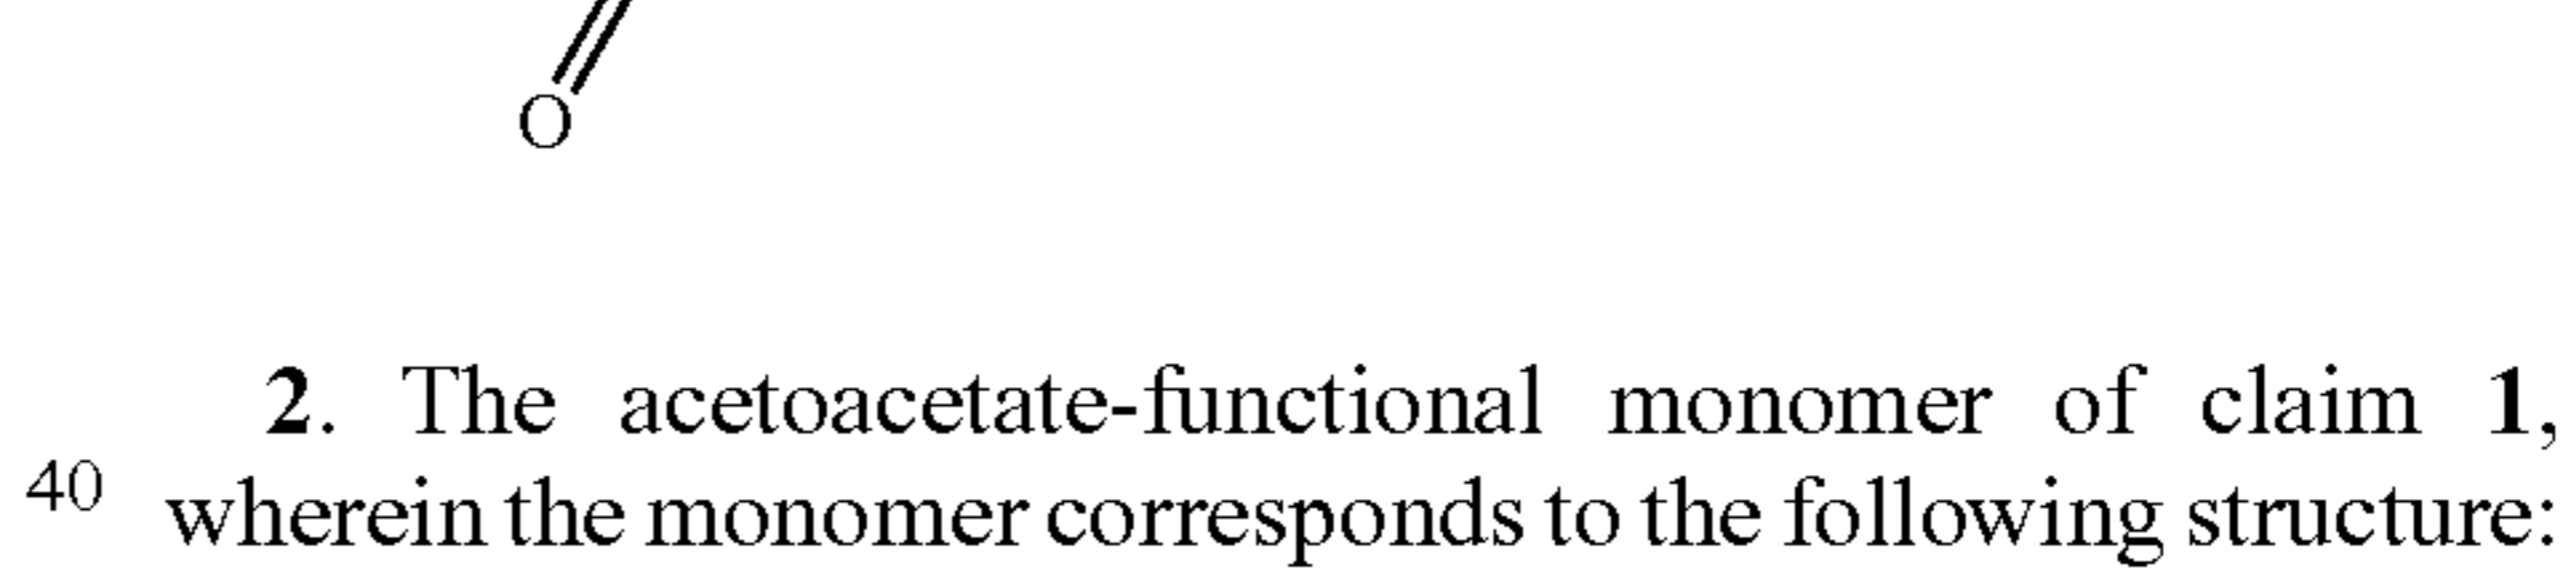 O
2. The acetoacetate-functional monomer of claim 1,
40 wherein the monomer corresponds to the following structure: